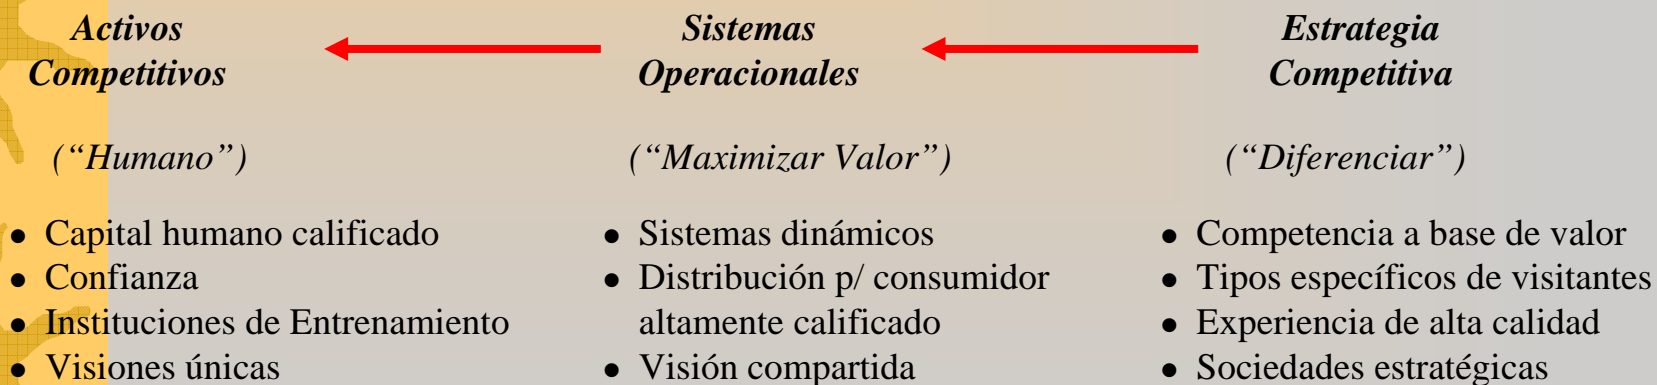 Activos
Competitivos
(“Humano”)
● Capital humano calificado
● Confianza
● Instituciones de Entrenamiento
● Visiones únicas
Sistemas
Operacionales
(“Maximizar Valor”)
● Sistemas dinámicos
● Distribución p/ consumidor
altamente calificado
● Visión compartida
Estrategia
Competitiva
(“Diferenciar”)
● Competencia a base de valor
● Tipos específicos de visitantes
● Experiencia de alta calidad
● Sociedades estratégicas